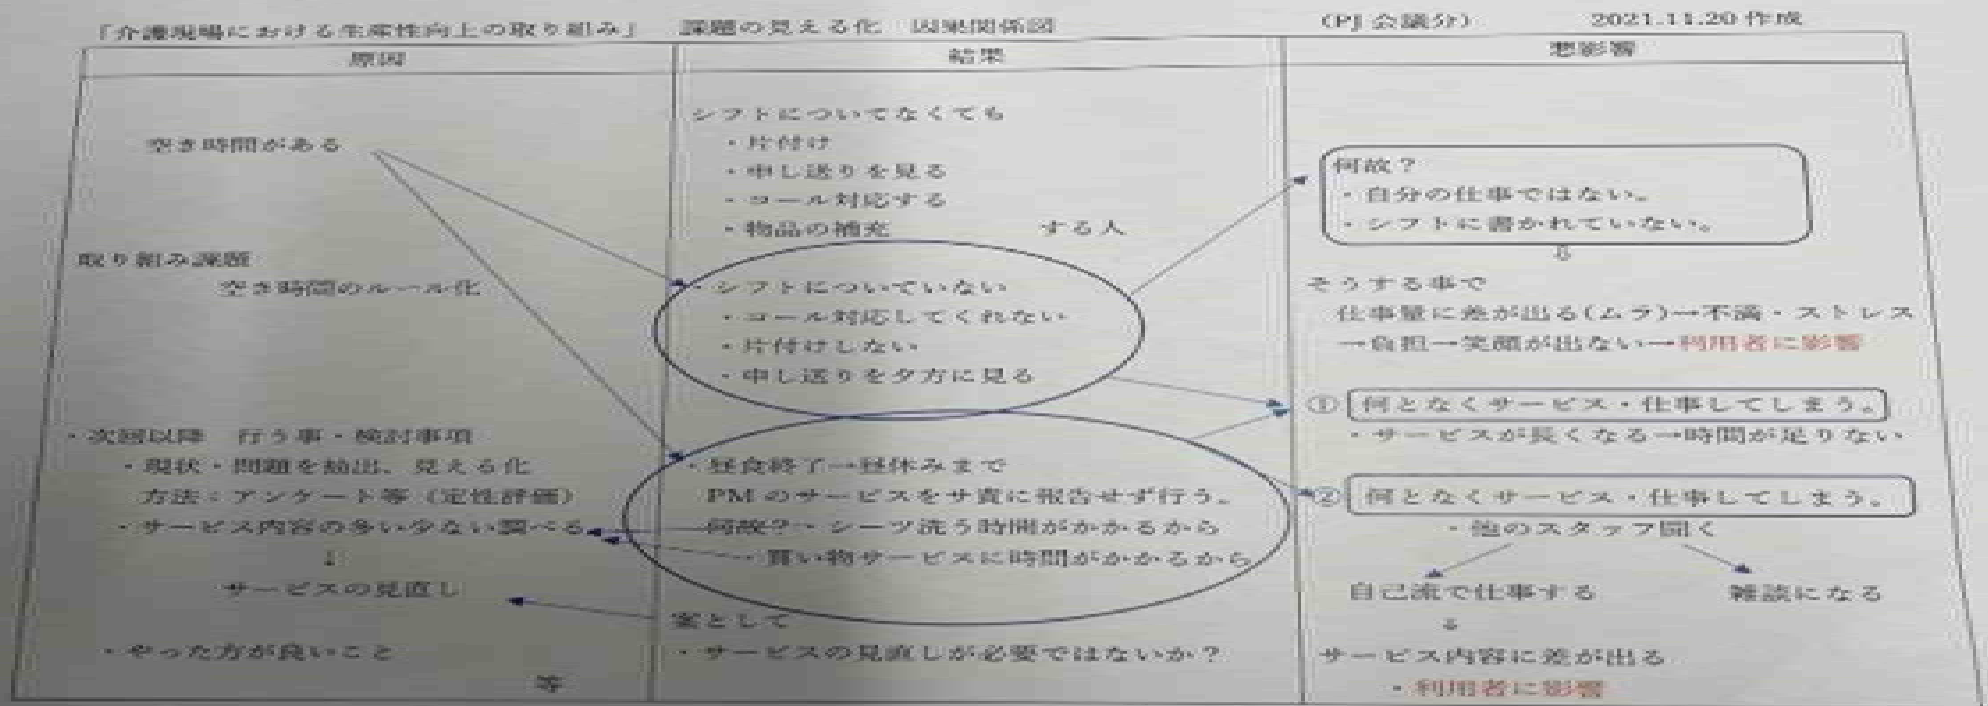 「介護現場における生産性向上の取り組み」 課題の見える化 因果関係図 （PJ会議分） 2021.11.20作成
原因
空き時間がある
取り組み課題
空き時間のルール化
・次回以降 行う事・検討事項
・現状・問題を抽出、見える化
方法：アンケート等（定性評価）
・サービス内容の多い少ない調べる
↓
サービスの見直し
・やった方が良いこと
等
結果
シフトについてなくても
・片付け
・申し送りを見る
・コール対応する
・物品の補充 する人
シフトについていない
・コール対応してくれない
・片付けしない
・申し送りを夕方に見る
・昼食終了→昼休みまで
PMのサービスをサ責に報告せず行う。
何故？・シーツ洗う時間がかかるから
・買い物サービスに時間がかかるから
案として
・サービスの見直しが必要ではないか？
悪影響
何故？
・自分の仕事ではない。
・シフトに書かれていない。
⇩
そうする事で
仕事量に差が出る(ムラ)→不満・ストレス
→負担→笑顔が出ない→利用者に影響
① 何となくサービス・仕事してしまう。
・サービスが長くなる→時間が足りない
② 何となくサービス・仕事してしまう。
・他のスタッフ聞く
自己流で仕事する 雑談になる
↓
サービス内容に差が出る
・利用者に影響